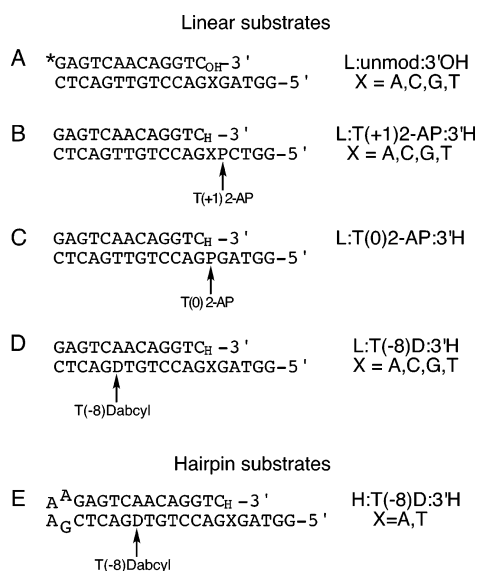 Linear substrates
A *GAGTCAACAGGTCOH-3' L:unmod:3'OH
CTCAGTTGTCCAGXGATGG-5' X = A,C,G,T
B GAGTCAACAGGTCH -3' L:T(+1)2-AP:3'H
CTCAGTTGTCCAGXPCTGG-5' X = A,C,G,T
T(+1)2-AP
C GAGTCAACAGGTCH -3' L:T(0)2-AP:3'H
CTCAGTTGTCCAGPGATGG-5'
T(0)2-AP
D GAGTCAACAGGTCH -3' L:T(-8)D:3'H
CTCAGDTGTCCAGXGATGG-5' X = A,C,G,T
T(-8)Dabcyl
Hairpin substrates
E AAGAGTCAACAGGTCH -3' H:T(-8)D:3'H
AGCTCAGDTGTCCAGXGATGG-5' X=A,T
T(-8)Dabcyl